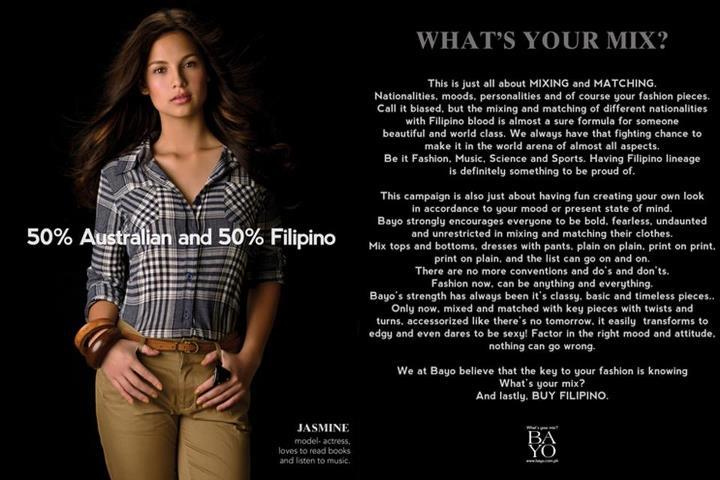 50% Australian and 50% Filipino
JASMINE
model- actress,
loves to read books
and listen to music.
WHAT'S YOUR MIX?
This is just all about MIXING and MATCHING.
Nationalities, moods, personalities and of course your fashion pieces.
Call it biased, but the mixing and matching of different nationalities
with Filipino blood is almost a sure formula for someone
beautiful and world class. We always have that fighting chance to
make it in the world arena of almost all aspects.
Be it Fashion, Music, Science and Sports. Having Filipino lineage
is definitely something to be proud of.
This campaign is also just about having fun creating your own look
in accordance to your mood or present state of mind.
Bayo strongly encourages everyone to be bold, fearless, undaunted
and unrestricted in mixing and matching their clothes.
Mix tops and bottoms, dresses with pants, plain on plain, print on print,
print on plain, and the list can go on and on.
There are no more conventions and do's and don'ts.
Fashion now, can be anything and everything.
Bayo's strength has always been it's classy, basic and timeless pieces..
Only now, mixed and matched with key pieces with twists and
turns, accessorized like there's no tomorrow, it easily transforms to
edgy and even dares to be sexy! Factor in the right mood and attitude,
nothing can go wrong.
We at Bayo believe that the key to your fashion is knowing
What's your mix?
And lastly, BUY FILIPINO.
What's your mix?
BA
YO
www.bayo.com.ph